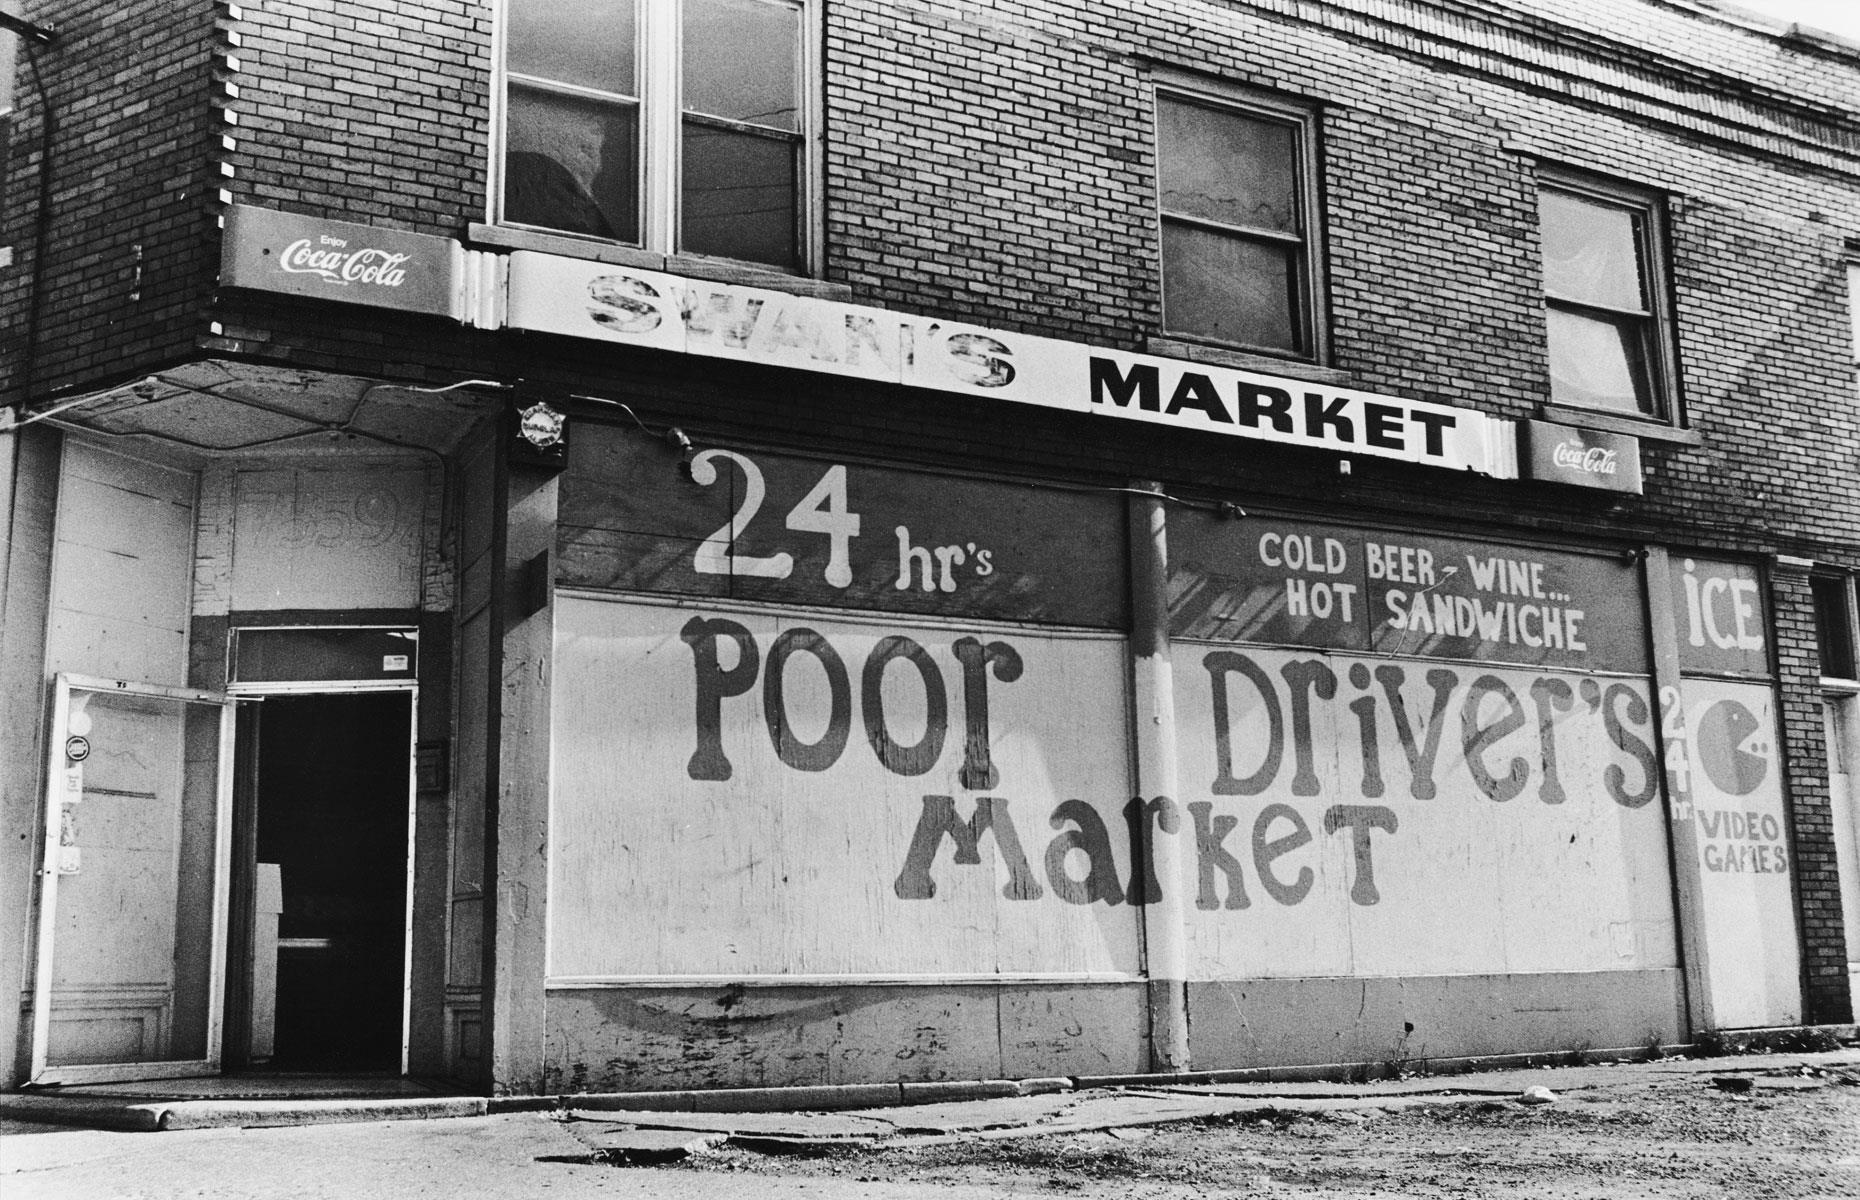 Enjoy
Coca-Cola
SWAN'S MARKET
Coca-Cola
24 hr's
COLD BEER - WINE...
HOT SANDWICHE
ICE
Poor Driver's
Market
24 hr
VIDEO
GAMES